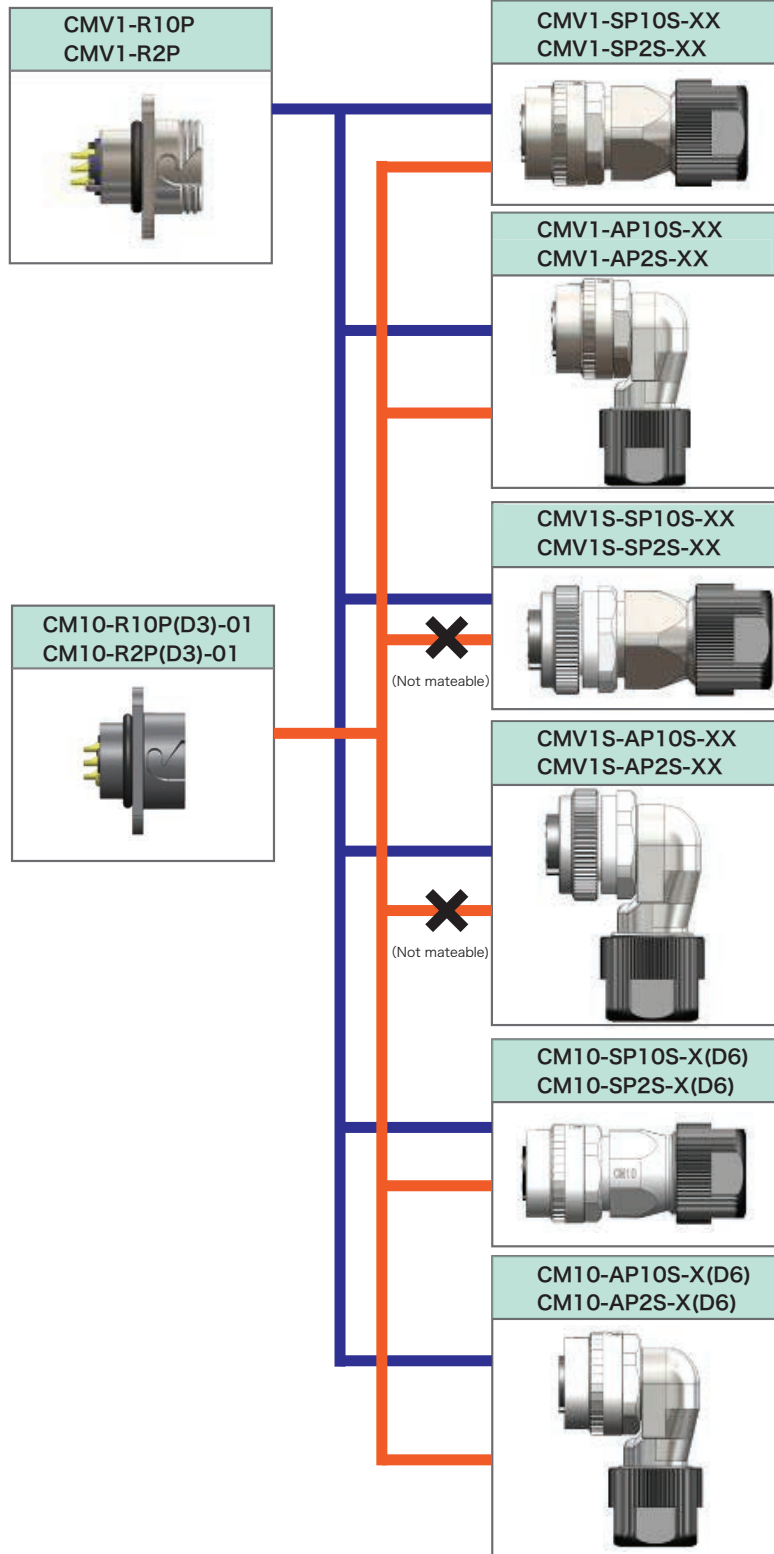 CMV1-R10P
CMV1-R2P
CMV1-SP10S-XX
CMV1-SP2S-XX
CMV1-AP10S-XX
CMV1-AP2S-XX
CMV1S-SP10S-XX
CMV1S-SP2S-XX
(Not mateable)
CM10-R10P(D3)-01
CM10-R2P(D3)-01
CMV1S-AP10S-XX
CMV1S-AP2S-XX
(Not mateable)
CM10-SP10S-X(D6)
CM10-SP2S-X(D6)
CM10
CM10-AP10S-X(D6)
CM10-AP2S-X(D6)